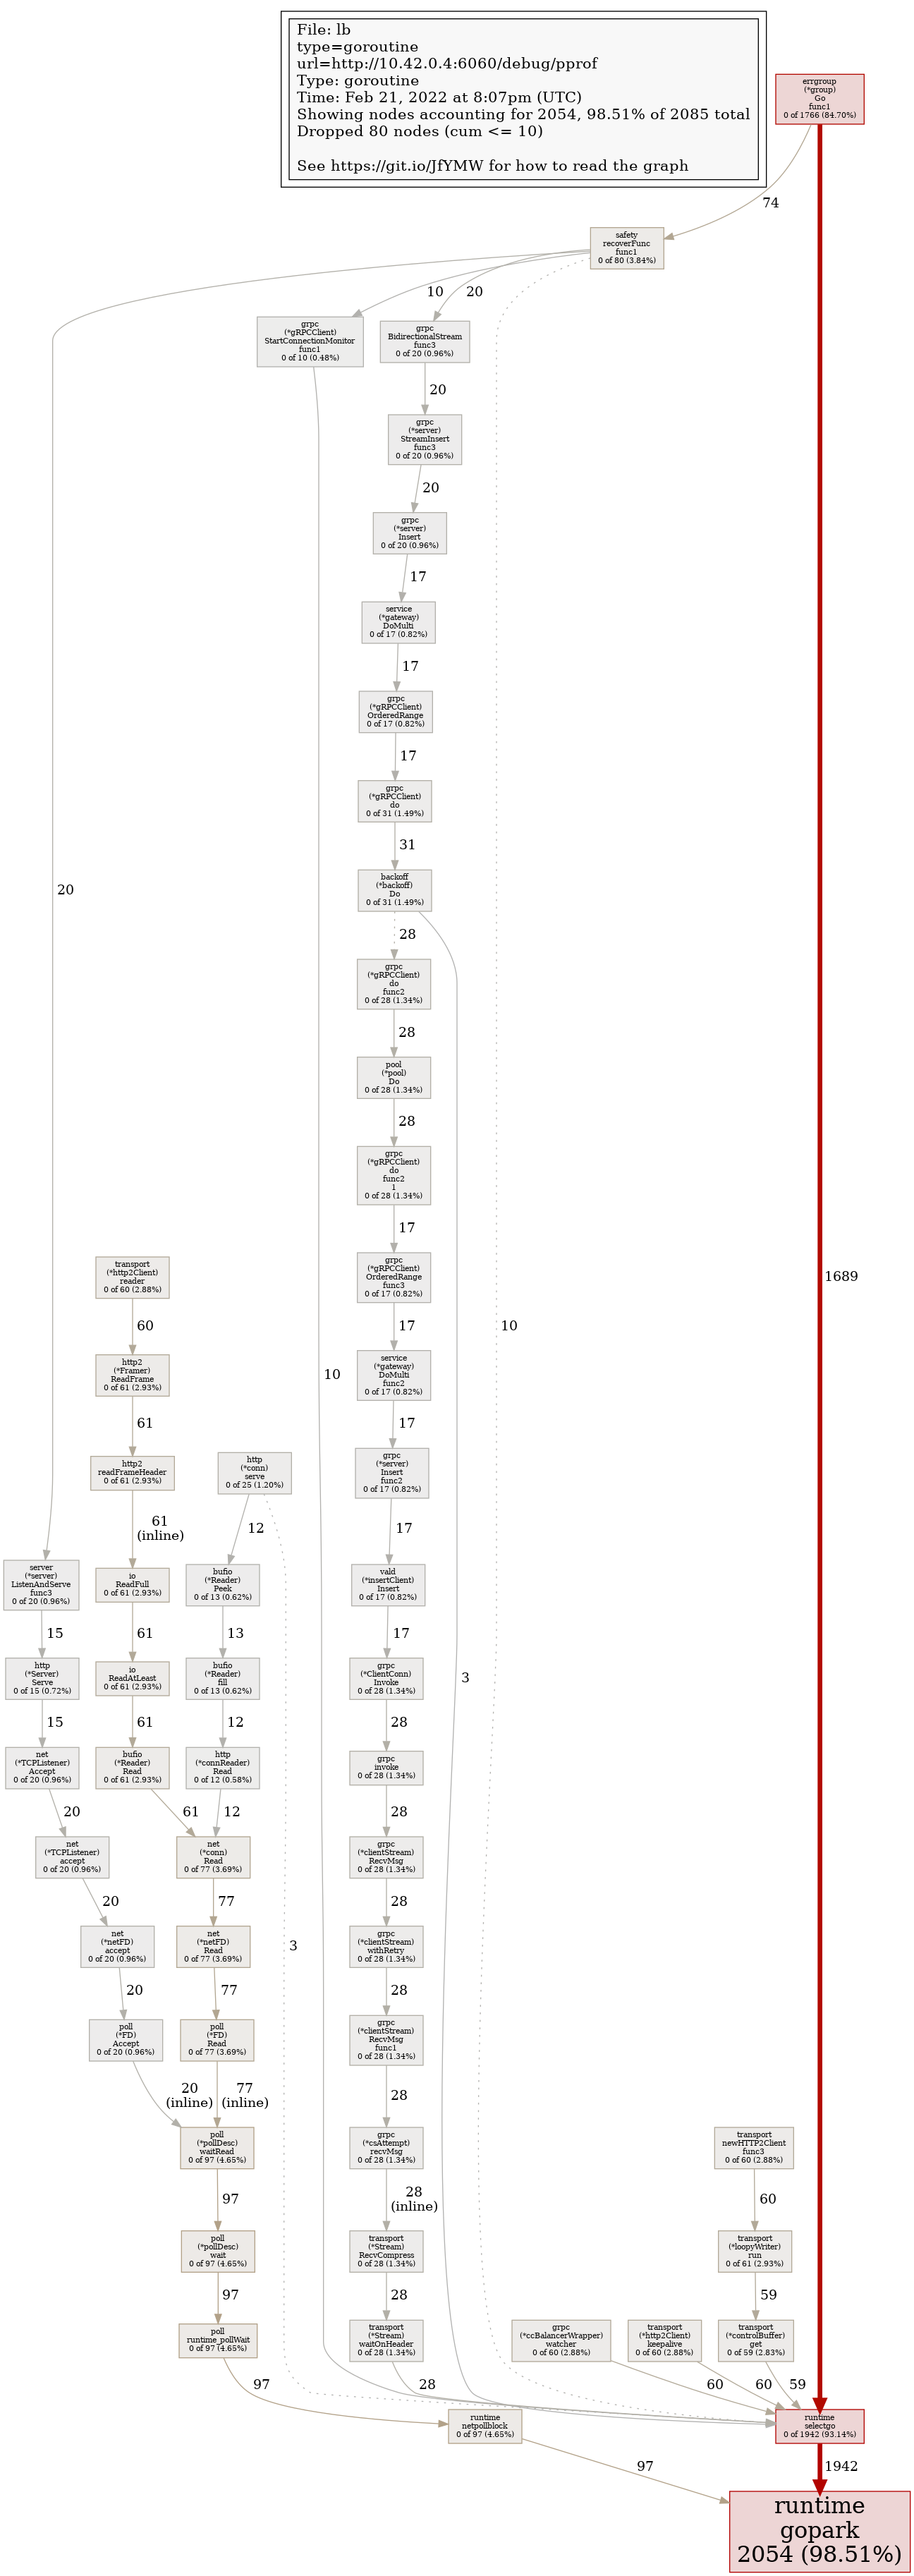 File: lb
type=goroutine
url=http://10.42.0.4:6060/debug/pprof
Type: goroutine
Time: Feb 21, 2022 at 8:07pm (UTC)
Showing nodes accounting for 2054, 98.51% of 2085 total
Dropped 80 nodes (cum <= 10)
See https://git.io/JfYMW for how to read the graph
errgroup
(*group)
Go
func1
0 of 1766 (84.70%)
74
safety
recoverFunc
func1
0 of 80 (3.84%)
10
20
grpc
(*gRPCClient)
StartConnectionMonitor
func1
0 of 10 (0.48%)
grpc
BidirectionalStream
func3
0 of 20 (0.96%)
20
grpc
(*server)
StreamInsert
func3
0 of 20 (0.96%)
20
grpc
(*server)
Insert
0 of 20 (0.96%)
17
service
(*gateway)
DoMulti
0 of 17 (0.82%)
17
grpc
(*gRPCClient)
OrderedRange
0 of 17 (0.82%)
17
grpc
(*gRPCClient)
do
0 of 31 (1.49%)
31
backoff
(*backoff)
Do
0 of 31 (1.49%)
20
28
grpc
(*gRPCClient)
do
func2
0 of 28 (1.34%)
28
pool
(*pool)
Do
0 of 28 (1.34%)
28
grpc
(*gRPCClient)
do
func2
1
0 of 28 (1.34%)
17
transport
(*http2Client)
reader
0 of 60 (2.88%)
grpc
(*gRPCClient)
OrderedRange
func3
0 of 17 (0.82%)
1689
60
17
10
http2
(*Framer)
ReadFrame
0 of 61 (2.93%)
10
service
(*gateway)
DoMulti
func2
0 of 17 (0.82%)
61
17
http2
readFrameHeader
0 of 61 (2.93%)
http
(*conn)
serve
0 of 25 (1.20%)
grpc
(*server)
Insert
func2
0 of 17 (0.82%)
61
(inline)
12
17
server
(*server)
ListenAndServe
func3
0 of 20 (0.96%)
io
ReadFull
0 of 61 (2.93%)
bufio
(*Reader)
Peek
0 of 13 (0.62%)
vald
(*insertClient)
Insert
0 of 17 (0.82%)
15
61
13
17
http
(*Server)
Serve
0 of 15 (0.72%)
io
ReadAtLeast
0 of 61 (2.93%)
bufio
(*Reader)
fill
0 of 13 (0.62%)
grpc
(*ClientConn)
Invoke
0 of 28 (1.34%)
3
15
61
12
28
net
(*TCPListener)
Accept
0 of 20 (0.96%)
bufio
(*Reader)
Read
0 of 61 (2.93%)
http
(*connReader)
Read
0 of 12 (0.58%)
grpc
invoke
0 of 28 (1.34%)
20
61
12
28
net
(*TCPListener)
accept
0 of 20 (0.96%)
net
(*conn)
Read
0 of 77 (3.69%)
grpc
(*clientStream)
RecvMsg
0 of 28 (1.34%)
20
77
28
net
(*netFD)
accept
0 of 20 (0.96%)
net
(*netFD)
Read
0 of 77 (3.69%)
3
grpc
(*clientStream)
withRetry
0 of 28 (1.34%)
20
77
28
poll
(*FD)
Accept
0 of 20 (0.96%)
poll
(*FD)
Read
0 of 77 (3.69%)
grpc
(*clientStream)
RecvMsg
func1
0 of 28 (1.34%)
20
(inline)
77
(inline)
28
poll
(*pollDesc)
waitRead
0 of 97 (4.65%)
grpc
(*csAttempt)
recvMsg
0 of 28 (1.34%)
transport
newHTTP2Client
func3
0 of 60 (2.88%)
97
28
(inline)
60
poll
(*pollDesc)
wait
0 of 97 (4.65%)
transport
(*Stream)
RecvCompress
0 of 28 (1.34%)
transport
(*loopyWriter)
run
0 of 61 (2.93%)
97
28
59
poll
runtime_pollWait
0 of 97 (4.65%)
transport
(*Stream)
waitOnHeader
0 of 28 (1.34%)
grpc
(*ccBalancerWrapper)
watcher
0 of 60 (2.88%)
transport
(*http2Client)
keepalive
0 of 60 (2.88%)
transport
(*controlBuffer)
get
0 of 59 (2.83%)
97
28
60
60
59
runtime
netpollblock
0 of 97 (4.65%)
runtime
selectgo
0 of 1942 (93.14%)
97
1942
runtime
gopark
2054 (98.51%)